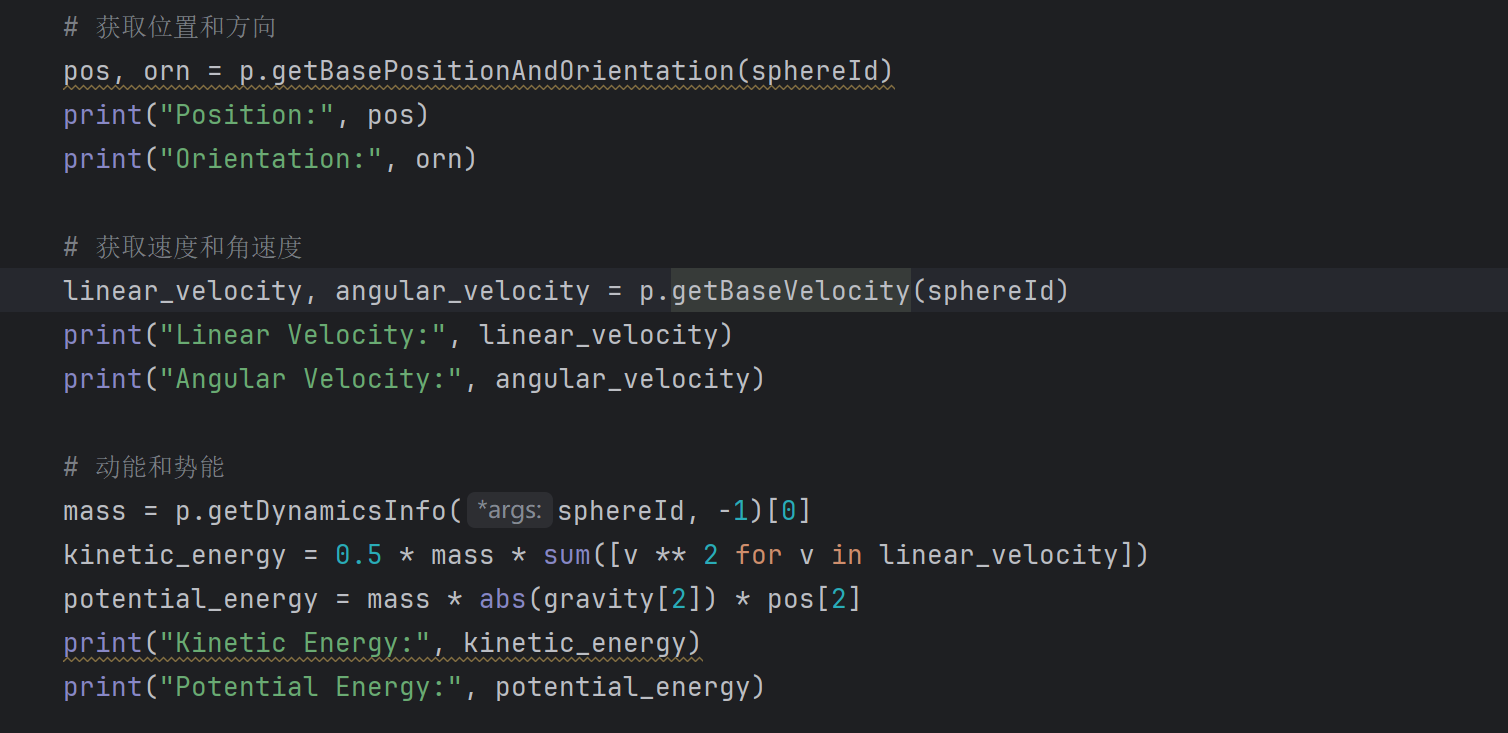 # 获取位置和方向
pos, orn = p.getBasePositionAndOrientation(sphereId)
print("Position:", pos)
print("Orientation:", orn)
# 获取速度和角速度
linear_velocity, angular_velocity = p.getBaseVelocity(sphereId)
print("Linear Velocity:", linear_velocity)
print("Angular Velocity:", angular_velocity)
# 动能和势能
mass = p.getDynamicsInfo( *args: sphereId, -1)[0]
kinetic_energy = 0.5 * mass * sum([v ** 2 for v in linear_velocity])
potential_energy = mass * abs(gravity[2]) * pos[2]
print("Kinetic Energy:", kinetic_energy)
print("Potential Energy:", potential_energy)